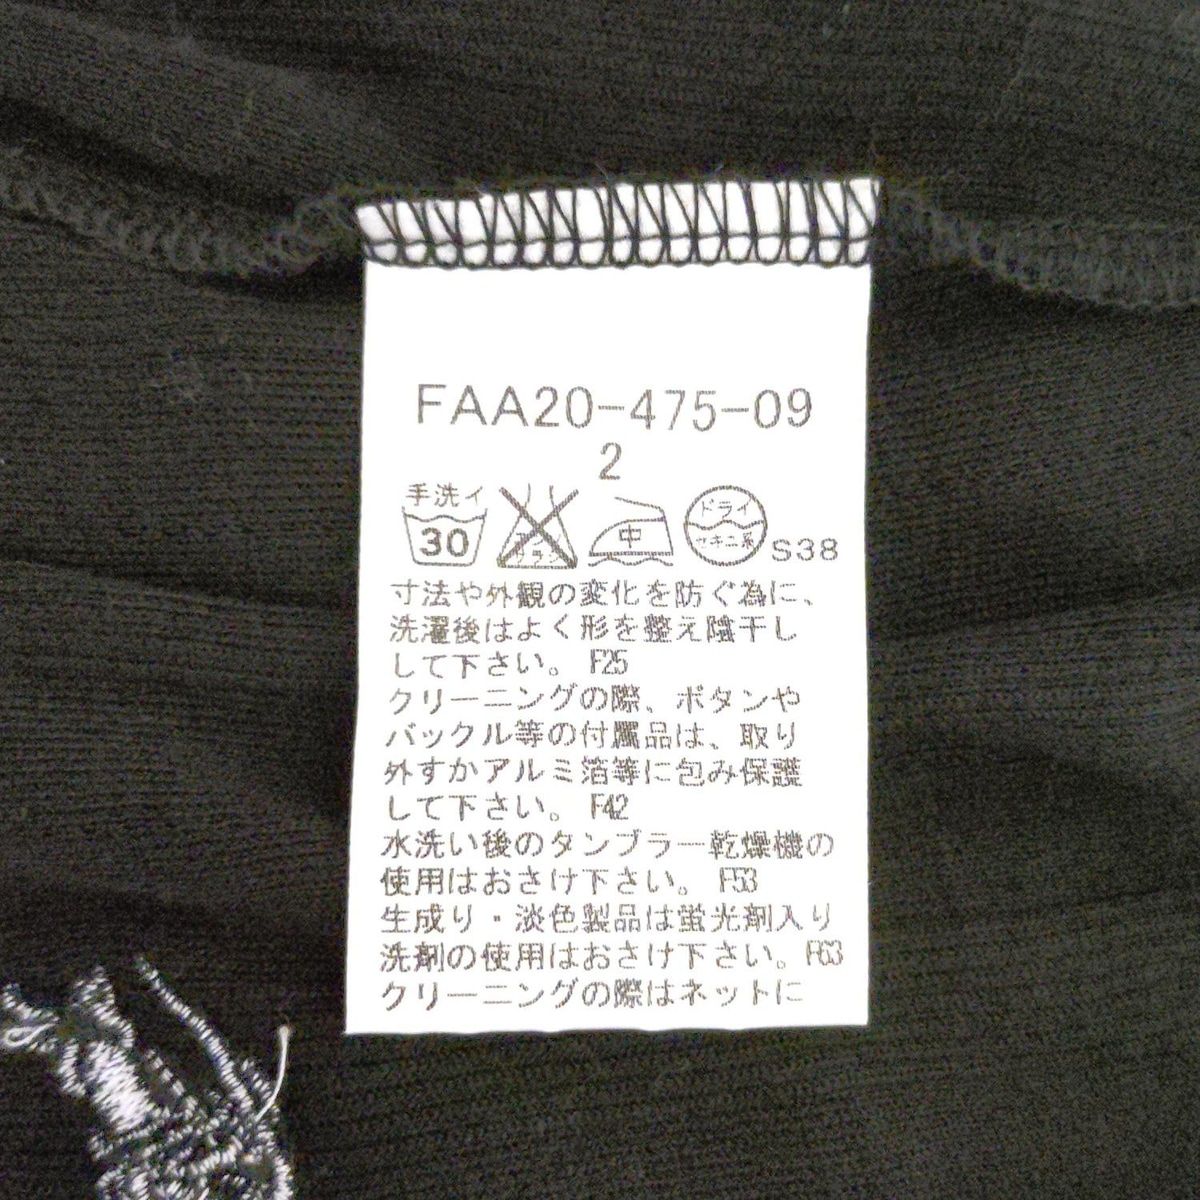 FAA20-475-09
2
手洗イ
30
エンソ
サラシ
中
ドライ
セキユ系
S38
寸法や外観の変化を防ぐ為に、
洗濯後はよく形を整え陰干し
して下さい。 F25
クリーニングの際、ボタンや
バックル等の付属品は、取り
外すかアルミ箔等に包み保護
して下さい。 F42
水洗い後のタンブラー乾燥機の
使用はおさけ下さい。 F53
生成り・淡色製品は蛍光剤入り
洗剤の使用はおさけ下さい。F63
クリーニングの際はネットに